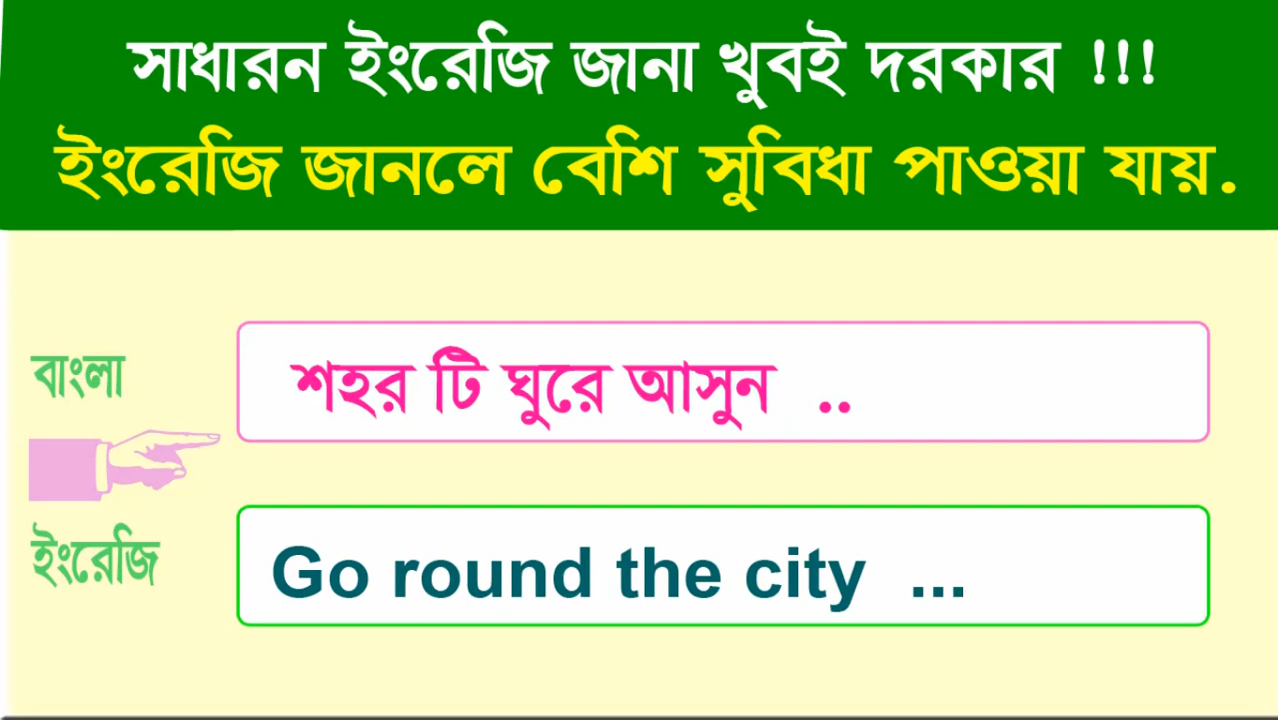 সাধারন ইংরেজি জানা খুবই দরকার !!!
ইংরেজি জানলে বেশি সুবিধা পাওয়া যায়.
বাংলা
শহর টি ঘুরে আসুন ..
ইংরেজি
Go round the city ...